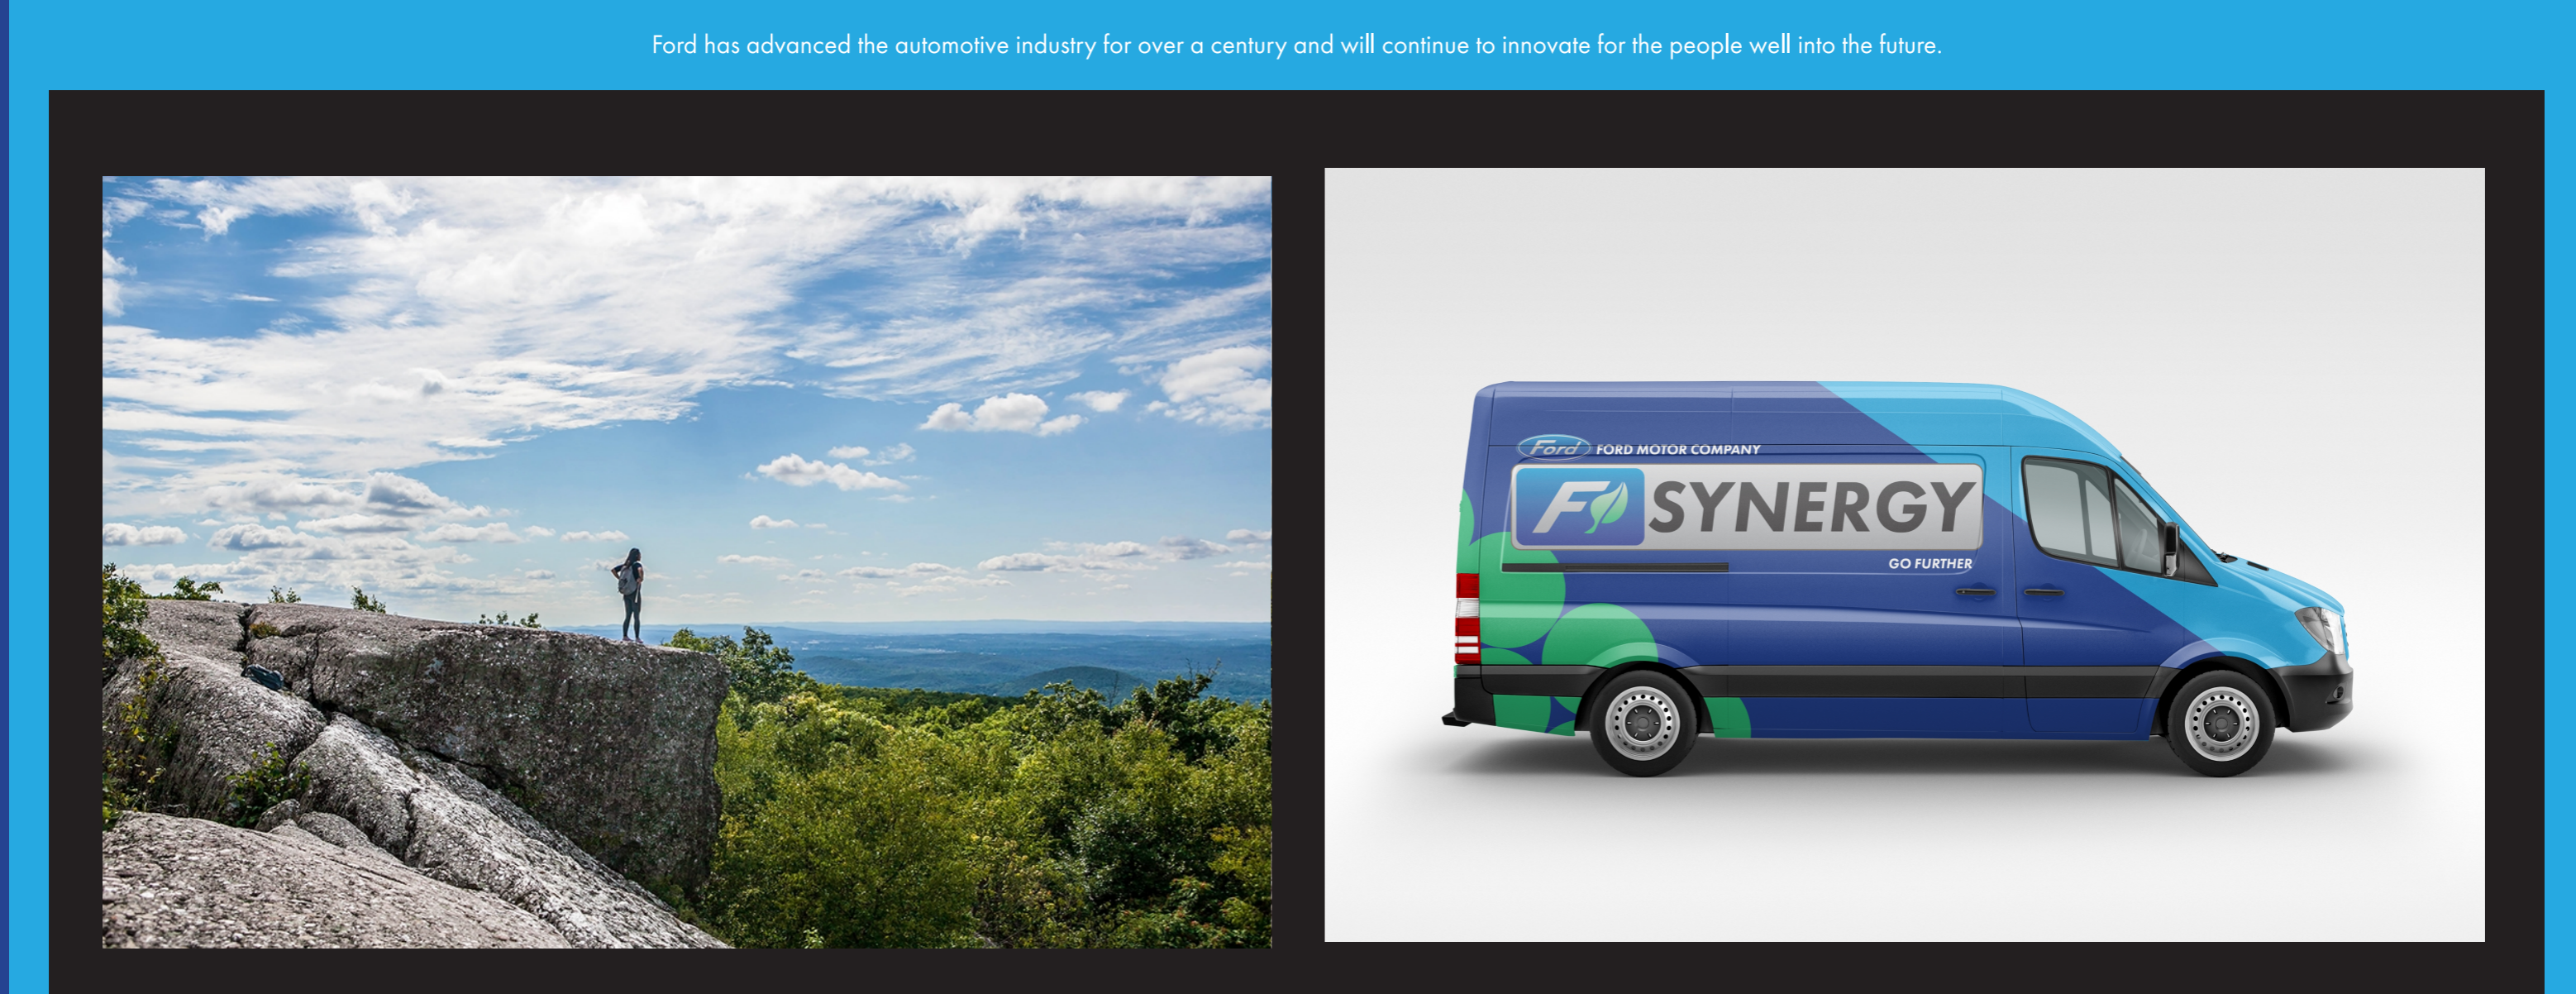 Ford has advanced the automotive industry for over a century and will continue to innovate for the people well into the future.
Ford FORD MOTOR COMPANY
F SYNERGY
GO FURTHER